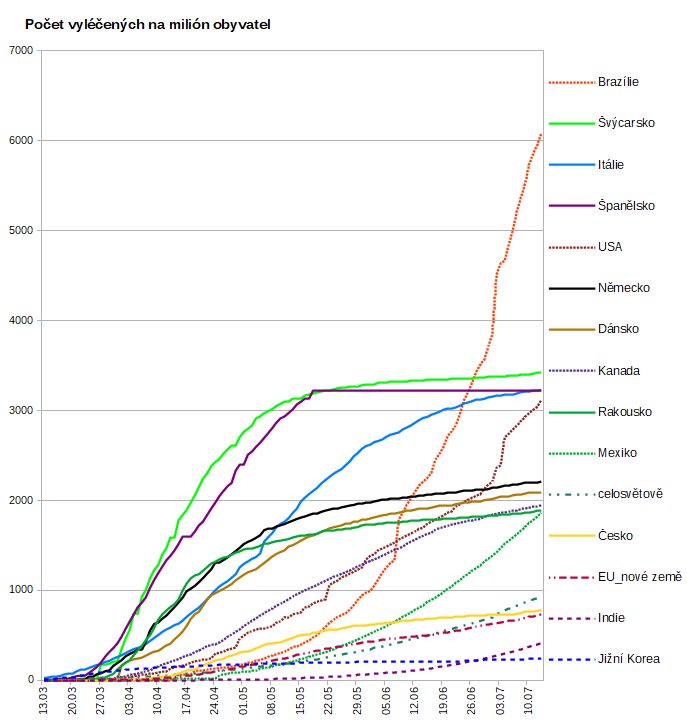 Počet vyléčených na milión obyvatel
7000
6000
5000
4000
3000
2000
1000
0
13.03
20.03
27.03
03.04
10.04
17.04
24.04
01.05
08.05
15.05
22.05
29.05
05.06
12.06
19.06
26.06
03.07
10.07
Brazílie
Švýcarsko
Itálie
Španělsko
USA
Německo
Dánsko
Kanada
Rakousko
Mexiko
celosvětově
Česko
EU_nové země
Indie
Jižní Korea